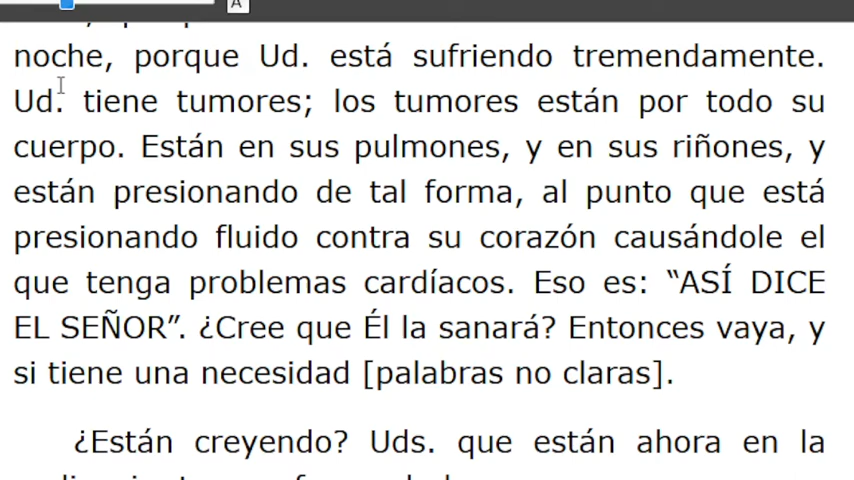 A
noche, porque Ud. está sufriendo tremendamente.
Ud. tiene tumores; los tumores están por todo su
cuerpo. Están en sus pulmones, y en sus riñones, y
están presionando de tal forma, al punto que está
presionando fluido contra su corazón causándole el
que tenga problemas cardíacos. Eso es: “ASÍ DICE
EL SEÑOR”. ¿Cree que Él la sanará? Entonces vaya, y
si tiene una necesidad [palabras no claras].
¿Están creyendo? Uds. que están ahora en la